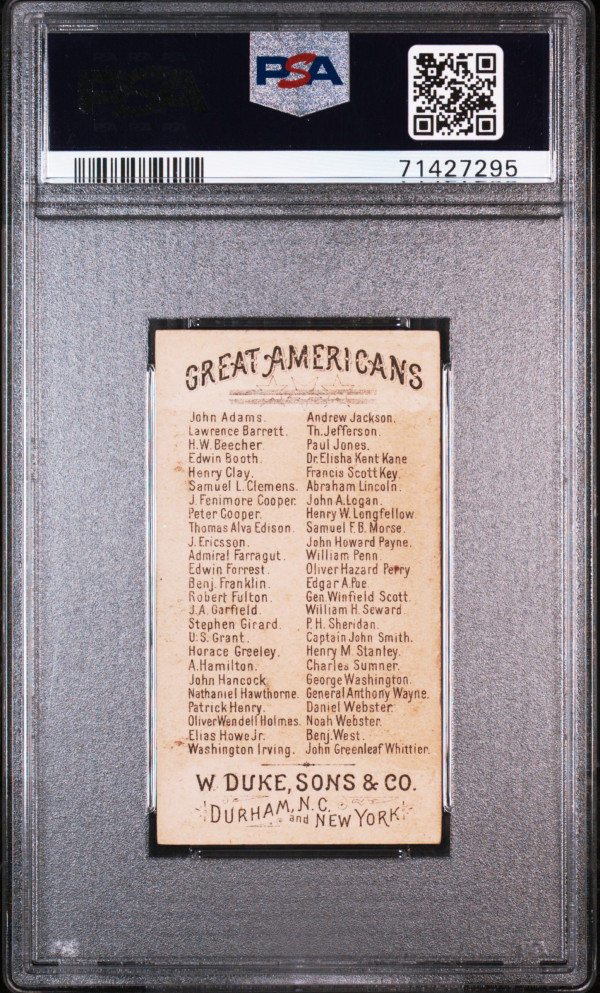 PSA
71427295
GREAT AMERICANS
John Adams. Andrew Jackson.
Lawrence Barrett. Th. Jefferson.
H.W. Beecher. Paul Jones.
Edwin Booth. Dr. Elisha Kent Kane
Henry Clay. Francis Scott Key.
Samuel L. Clemens. Abraham Lincoln.
J. Fenimore Cooper. John A. Logan.
Peter Cooper. Henry W. Longfellow
Thomas Alva Edison. Samuel F.B. Morse.
J. Ericsson. John Howard Payne.
Admiral Farragut. William Penn.
Edwin Forrest. Oliver Hazard Perry
Benj. Franklin. Edgar A. Poe.
Robert Fulton. Gen. Winfield Scott.
J.A. Garfield. William H. Seward.
Stephen Girard. P.H. Sheridan.
U.S. Grant. Captain John Smith.
Horace Greeley. Henry M. Stanley.
A. Hamilton. Charles Sumner.
John Hancock. George Washington.
Nathaniel Hawthorne. General Anthony Wayne.
Patrick Henry. Daniel Webster.
Oliver Wendell Holmes. Noah Webster.
Elias Howe Jr. Benj. West.
Washington Irving. John Greenleaf Whittier.
W. DUKE, SONS & CO.
DURHAM, N.C. and NEW YORK.